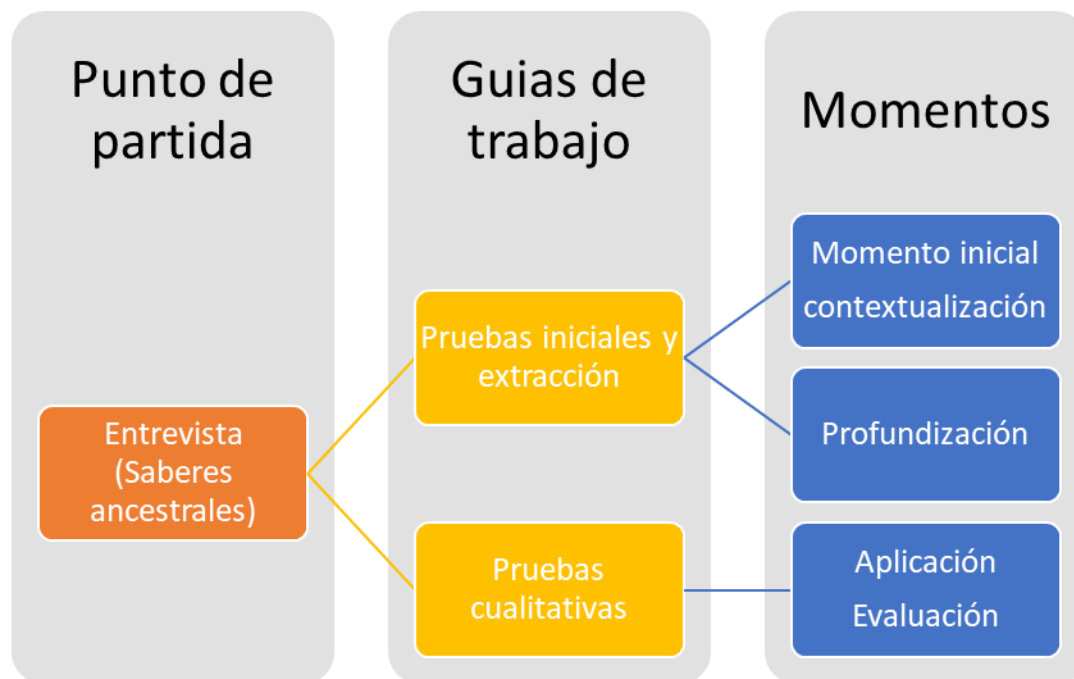 Punto de
partida
Guias de
trabajo
Momentos
Entrevista
(Saberes
ancestrales)
Pruebas iniciales y
extracción
Pruebas
cualitativas
Momento inicial
contextualización
Profundización
Aplicación
Evaluación